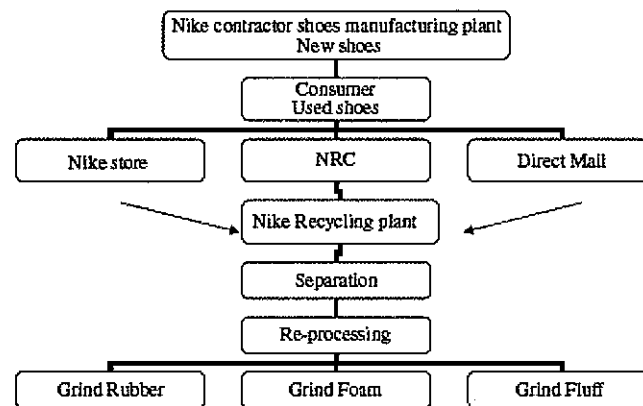 Nike contractor shoes manufacturing plant
New shoes
Consumer
Used shoes
Nike store
NRC
Direct Mail
Nike Recycling plant
Separation
Re-processing
Grind Rubber
Grind Foam
Grind Fluff